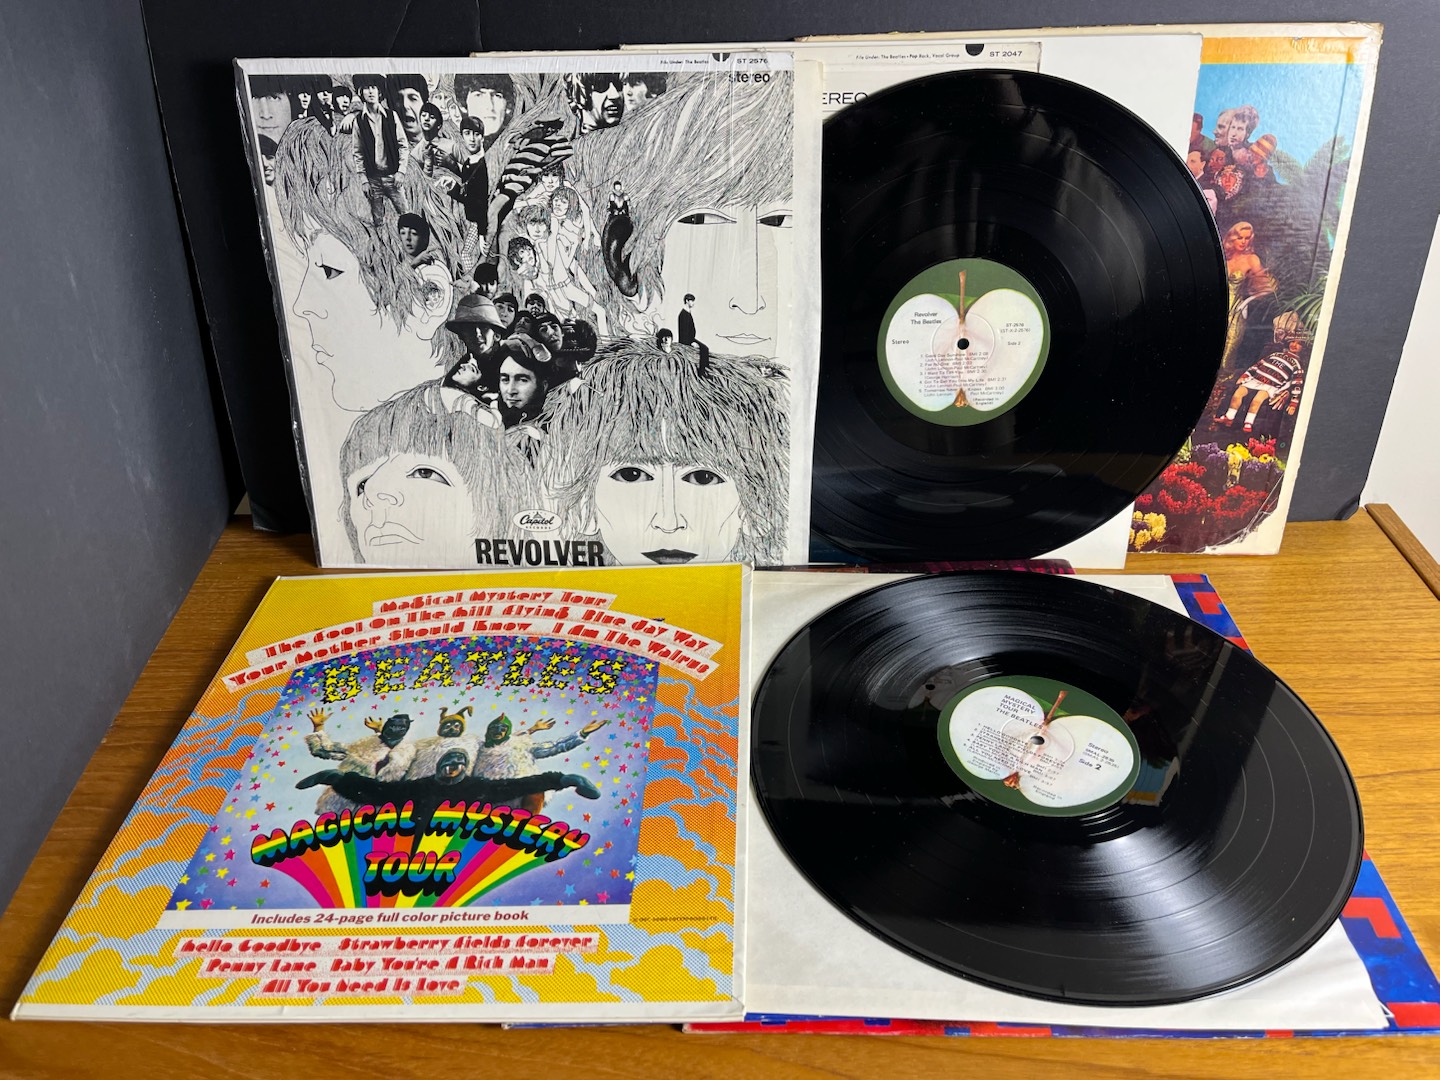 File Under: The Beatles
ST 2576
stereo
Capitol
RECORDS
REVOLVER
File Under: The Beatles • Pop Rock, Vocal Group
ST 2047
EREO
Revolver
The Beatles
Stereo
ST-2576
Side 2
Magical Mystery Tour
The Fool On The Hill Flying Blue Jay Way
Your Mother Should Know I Am The Walrus
BEATLES
MAGICAL MYSTERY
TOUR
Includes 24-page full color picture book
Hello Goodbye Strawberry Fields Forever
Penny Lane Baby You're A Rich Man
All You Need Is Love
MAGICAL
MYSTERY
TOUR
THE BEATLES
Stereo
Side 2